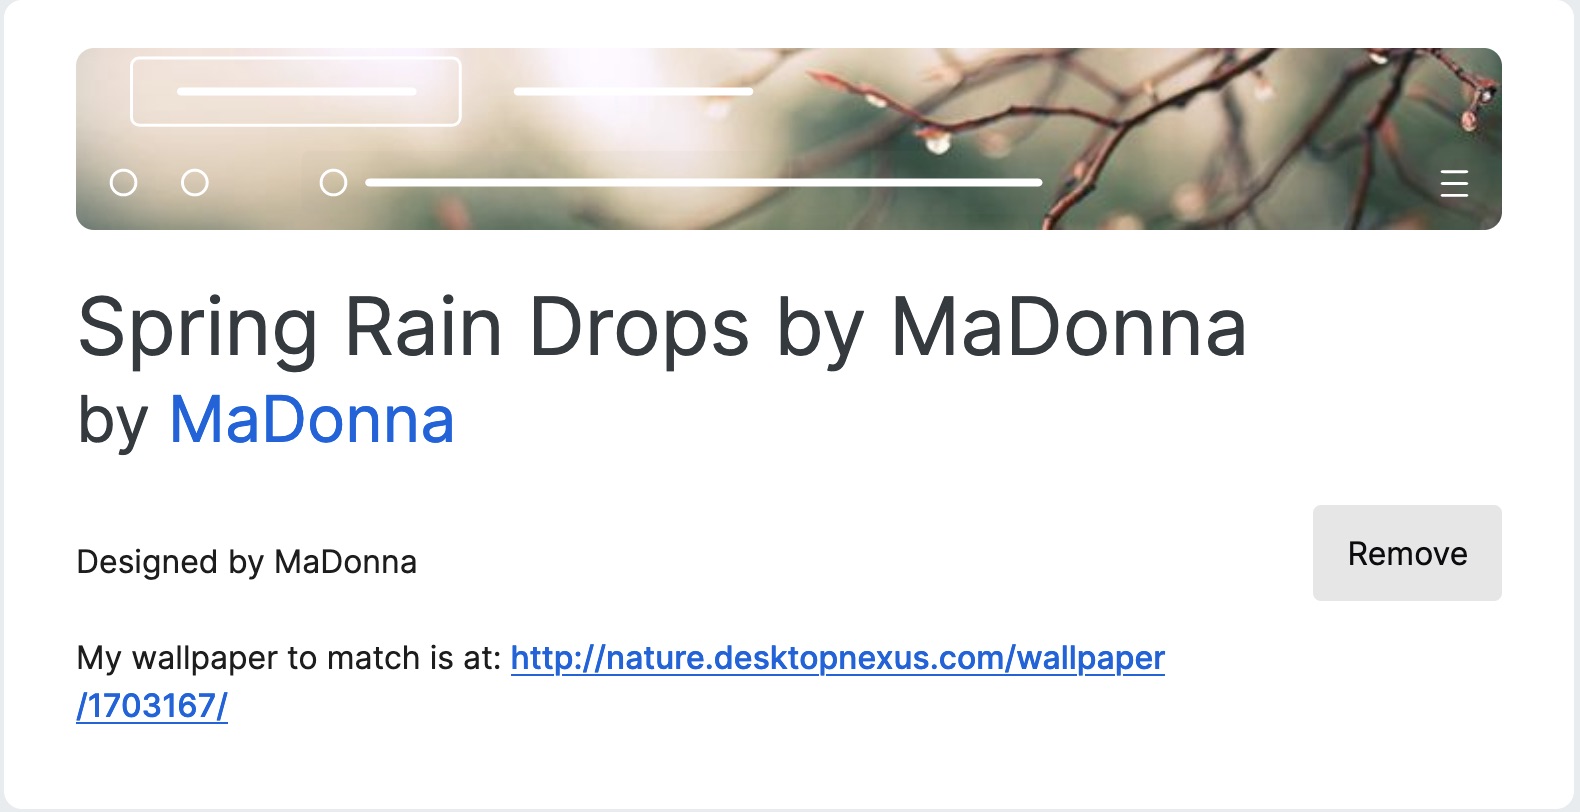 Spring Rain Drops by MaDonna
by MaDonna
Designed by MaDonna
Remove
My wallpaper to match is at: http://nature.desktopnexus.com/wallpaper
/1703167/